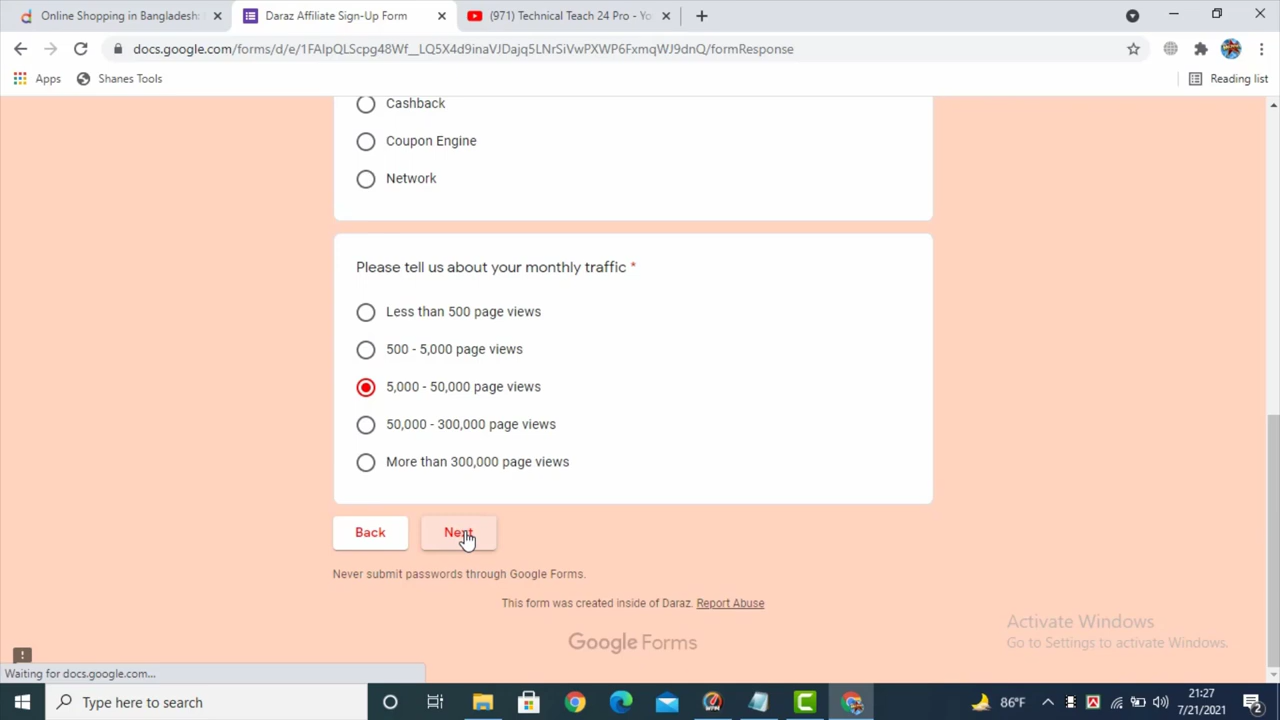 Online Shopping in Bangladesh:
Daraz Affiliate Sign-Up Form
(971) Technical Teach 24 Pro - Yo
docs.google.com/forms/d/e/1FAIpQLScpg48Wf__LQ5X4d9inaVJDajq5LNrSiVwPXWP6FxmqWJ9dnQ/formResponse
Apps
Shanes Tools
Reading list
Cashback
Coupon Engine
Network
Please tell us about your monthly traffic *
Less than 500 page views
500 - 5,000 page views
5,000 - 50,000 page views
50,000 - 300,000 page views
More than 300,000 page views
Back
Next
Never submit passwords through Google Forms.
This form was created inside of Daraz. Report Abuse
Google Forms
Activate Windows
Go to Settings to activate Windows.
Waiting for docs.google.com...
Type here to search
86°F
21:27
7/21/2021
2